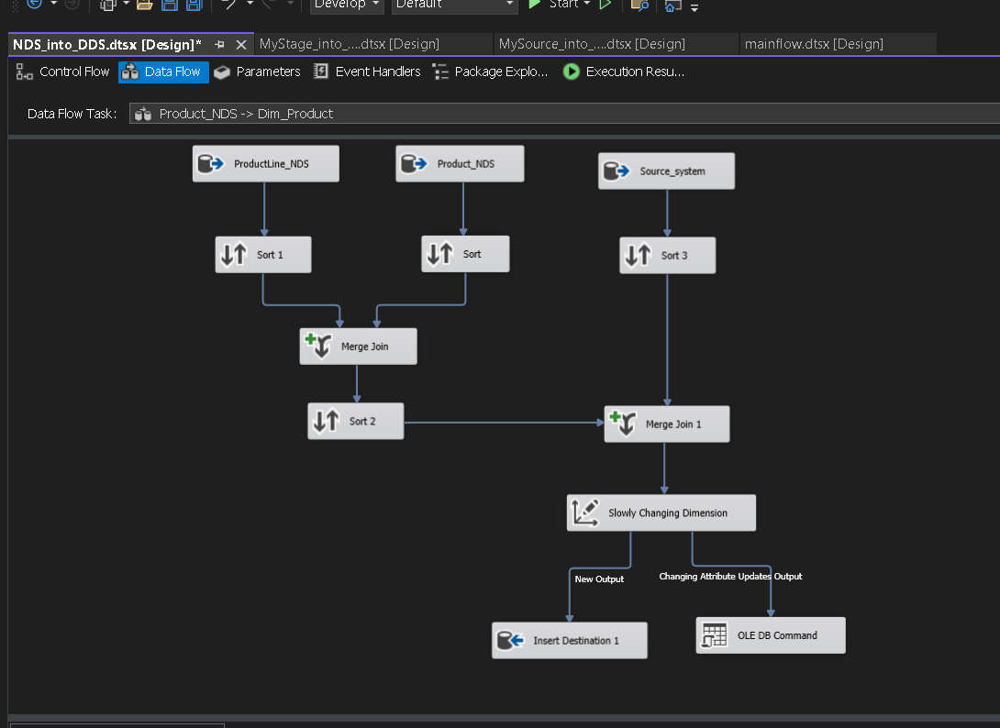 Develop Default Start
NDS_into_DDS.dtsx [Design]* MyStage_into_....dtsx [Design] MySource_into_....dtsx [Design] mainflow.dtsx [Design]
Control Flow Data Flow Parameters Event Handlers Package Explo... Execution Resu...
Data Flow Task: Product_NDS -> Dim_Product
ProductLine_NDS Product_NDS Source_system
Sort 1 Sort Sort 3
Merge Join
Sort 2 Merge Join 1
Slowly Changing Dimension
New Output Changing Attribute Updates Output
Insert Destination 1 OLE DB Command